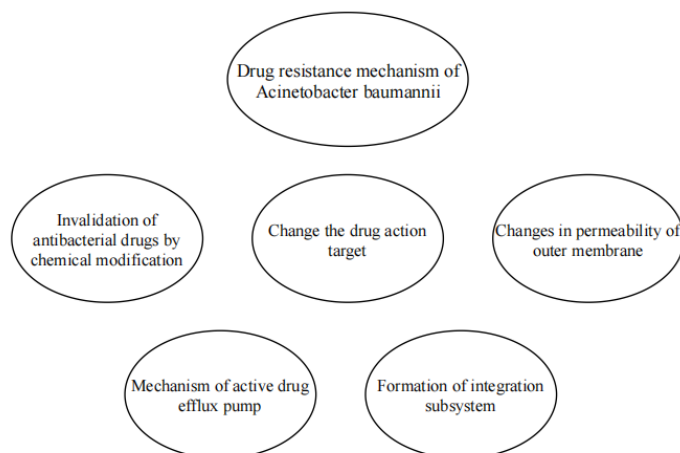 Drug resistance mechanism of
Acinetobacter baumannii
Invalidation of
antibacterial drugs by
chemical modification
Change the drug action
target
Changes in permeability of
outer membrane
Mechanism of active drug
efflux pump
Formation of integration
subsystem